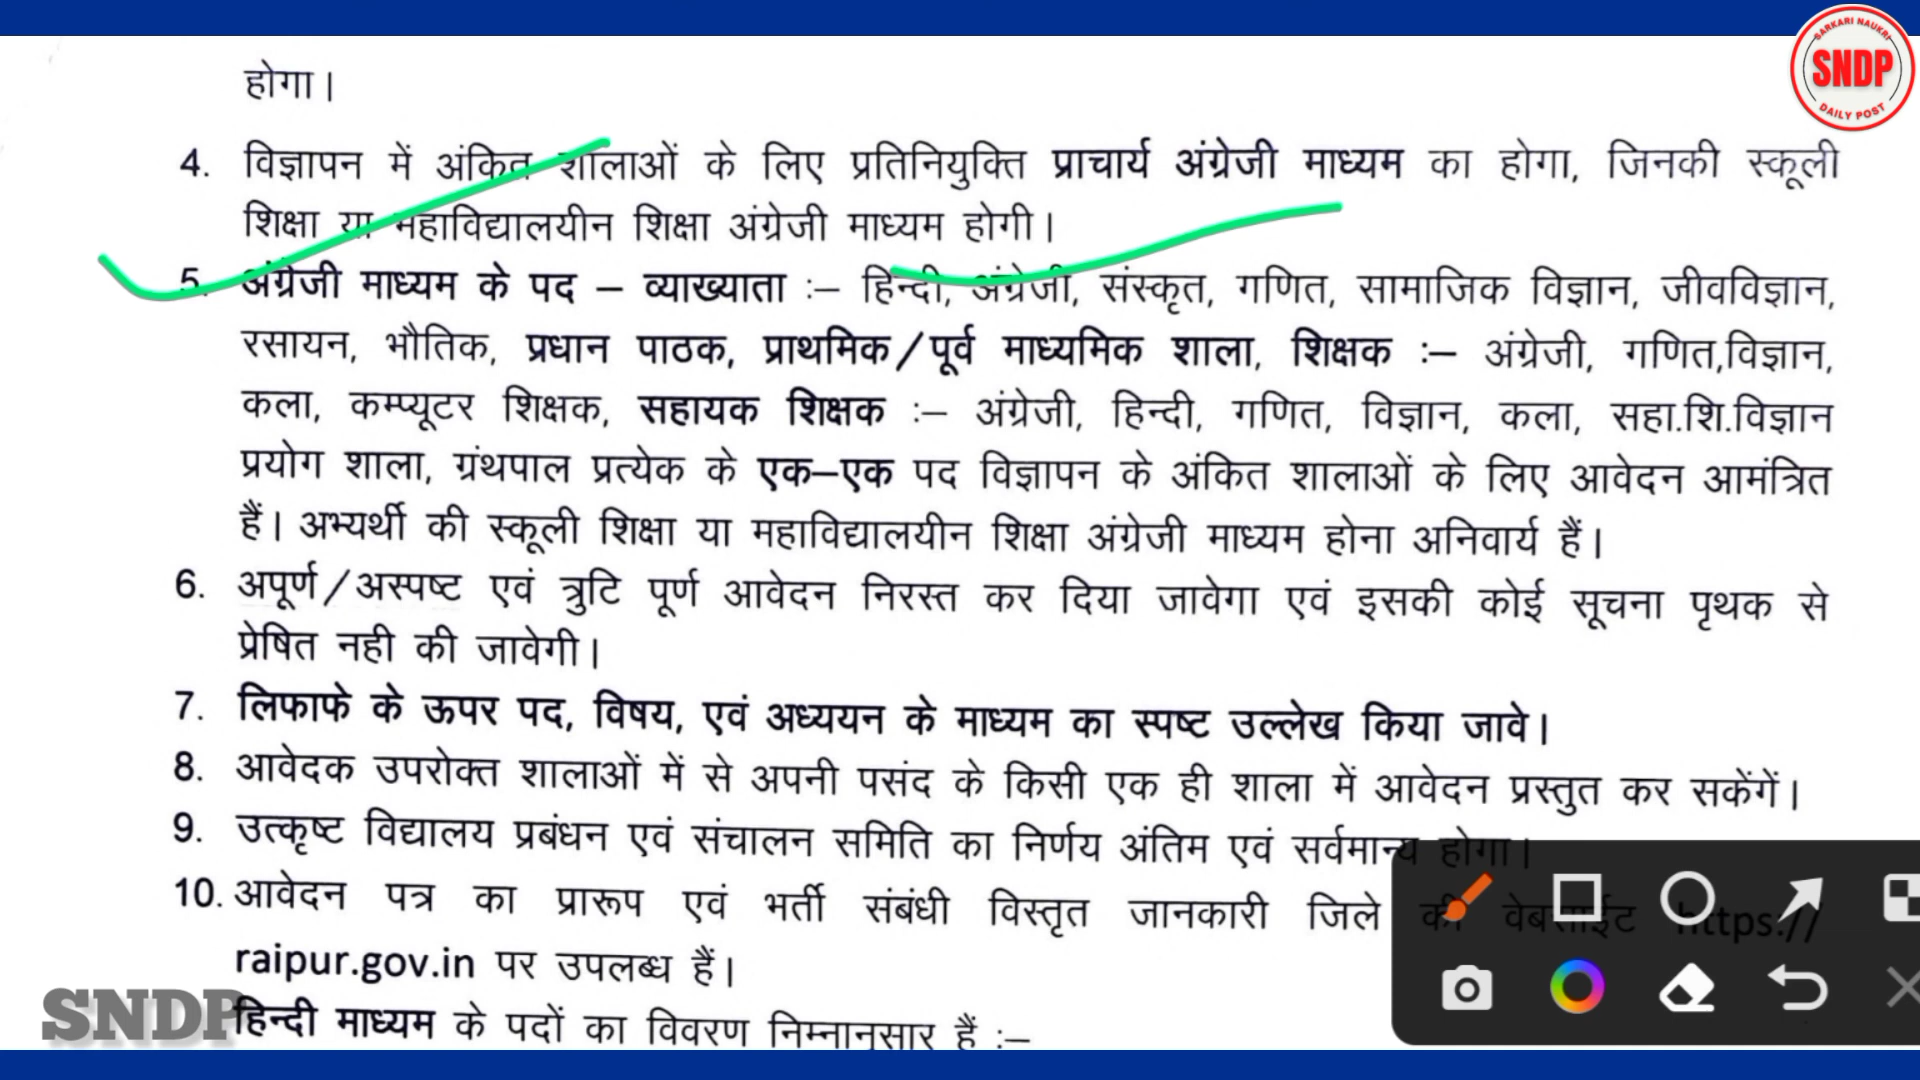 होगा।
SARKARI NAUKRI
SNDP
DAILY POST
4. विज्ञापन में अंकित शालाओं के लिए प्रतिनियुक्ति प्राचार्य अंग्रेजी माध्यम का होगा, जिनकी स्कूली
शिक्षा या महाविद्यालयीन शिक्षा अंग्रेजी माध्यम होगी।
5. अंग्रेजी माध्यम के पद – व्याख्याता :– हिन्दी, अंग्रेजी, संस्कृत, गणित, सामाजिक विज्ञान, जीवविज्ञान,
रसायन, भौतिक, प्रधान पाठक, प्राथमिक/पूर्व माध्यमिक शाला, शिक्षक :– अंग्रेजी, गणित,विज्ञान,
कला, कम्प्यूटर शिक्षक, सहायक शिक्षक :– अंग्रेजी, हिन्दी, गणित, विज्ञान, कला, सहा.शि.विज्ञान
प्रयोग शाला, ग्रंथपाल प्रत्येक के एक–एक पद विज्ञापन के अंकित शालाओं के लिए आवेदन आमंत्रित
हैं। अभ्यर्थी की स्कूली शिक्षा या महाविद्यालयीन शिक्षा अंग्रेजी माध्यम होना अनिवार्य हैं।
6. अपूर्ण/अस्पष्ट एवं त्रुटि पूर्ण आवेदन निरस्त कर दिया जावेगा एवं इसकी कोई सूचना पृथक से
प्रेषित नही की जावेगी।
7. लिफाफे के ऊपर पद, विषय, एवं अध्ययन के माध्यम का स्पष्ट उल्लेख किया जावे।
8. आवेदक उपरोक्त शालाओं में से अपनी पसंद के किसी एक ही शाला में आवेदन प्रस्तुत कर सकेंगें।
9. उत्कृष्ट विद्यालय प्रबंधन एवं संचालन समिति का निर्णय अंतिम एवं सर्वमान्य होगा।
10. आवेदन पत्र का प्रारूप एवं भर्ती संबंधी विस्तृत जानकारी जिले की वेबसाईट https://
raipur.gov.in पर उपलब्ध हैं।
SNDP
हिन्दी माध्यम के पदों का विवरण निम्नानुसार हैं :–